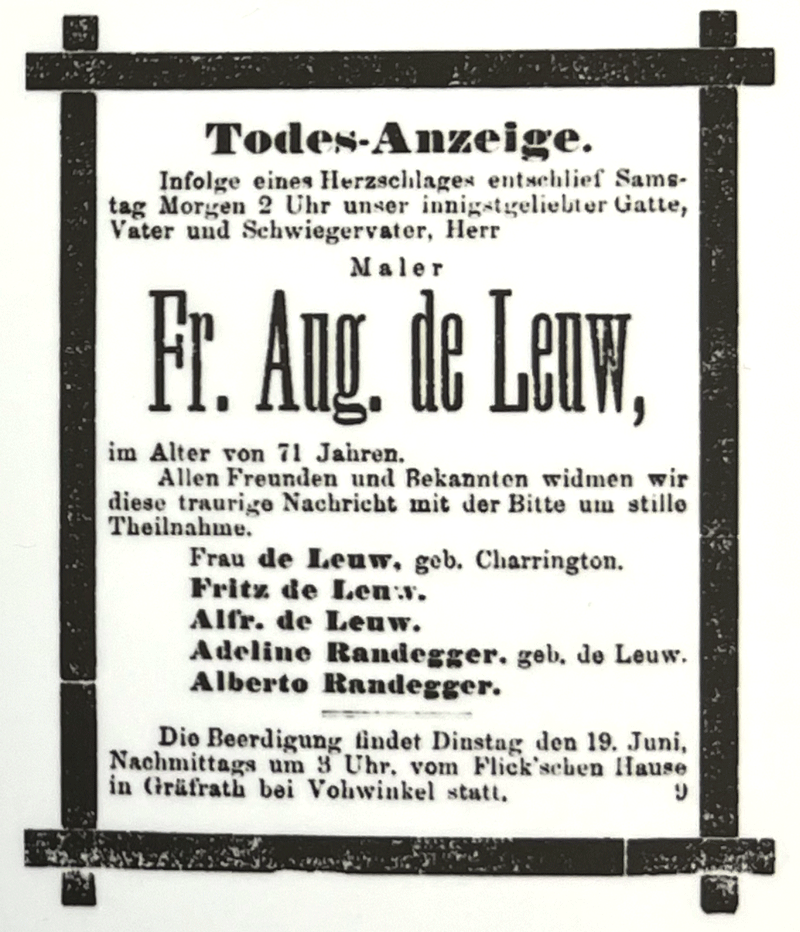 Todes-Anzeige.
Infolge eines Herzschlages entschlief Sams-
tag Morgen 2 Uhr unser innigstgeliebter Gatte,
Vater und Schwiegervater, Herr
Maler
Fr. Aug. de Leuw,
im Alter von 71 Jahren.
Allen Freunden und Bekannten widmen wir
diese traurige Nachricht mit der Bitte um stille
Theilnahme.
Frau de Leuw, geb. Charrington.
Fritz de Leuw.
Alfr. de Leuw.
Adeline Randegger, geb. de Leuw.
Alberto Randegger.
Die Beerdigung findet Dinstag den 19. Juni,
Nachmittags um 3 Uhr, vom Flick'schen Hause
in Gräfrath bei Vohwinkel statt. 9